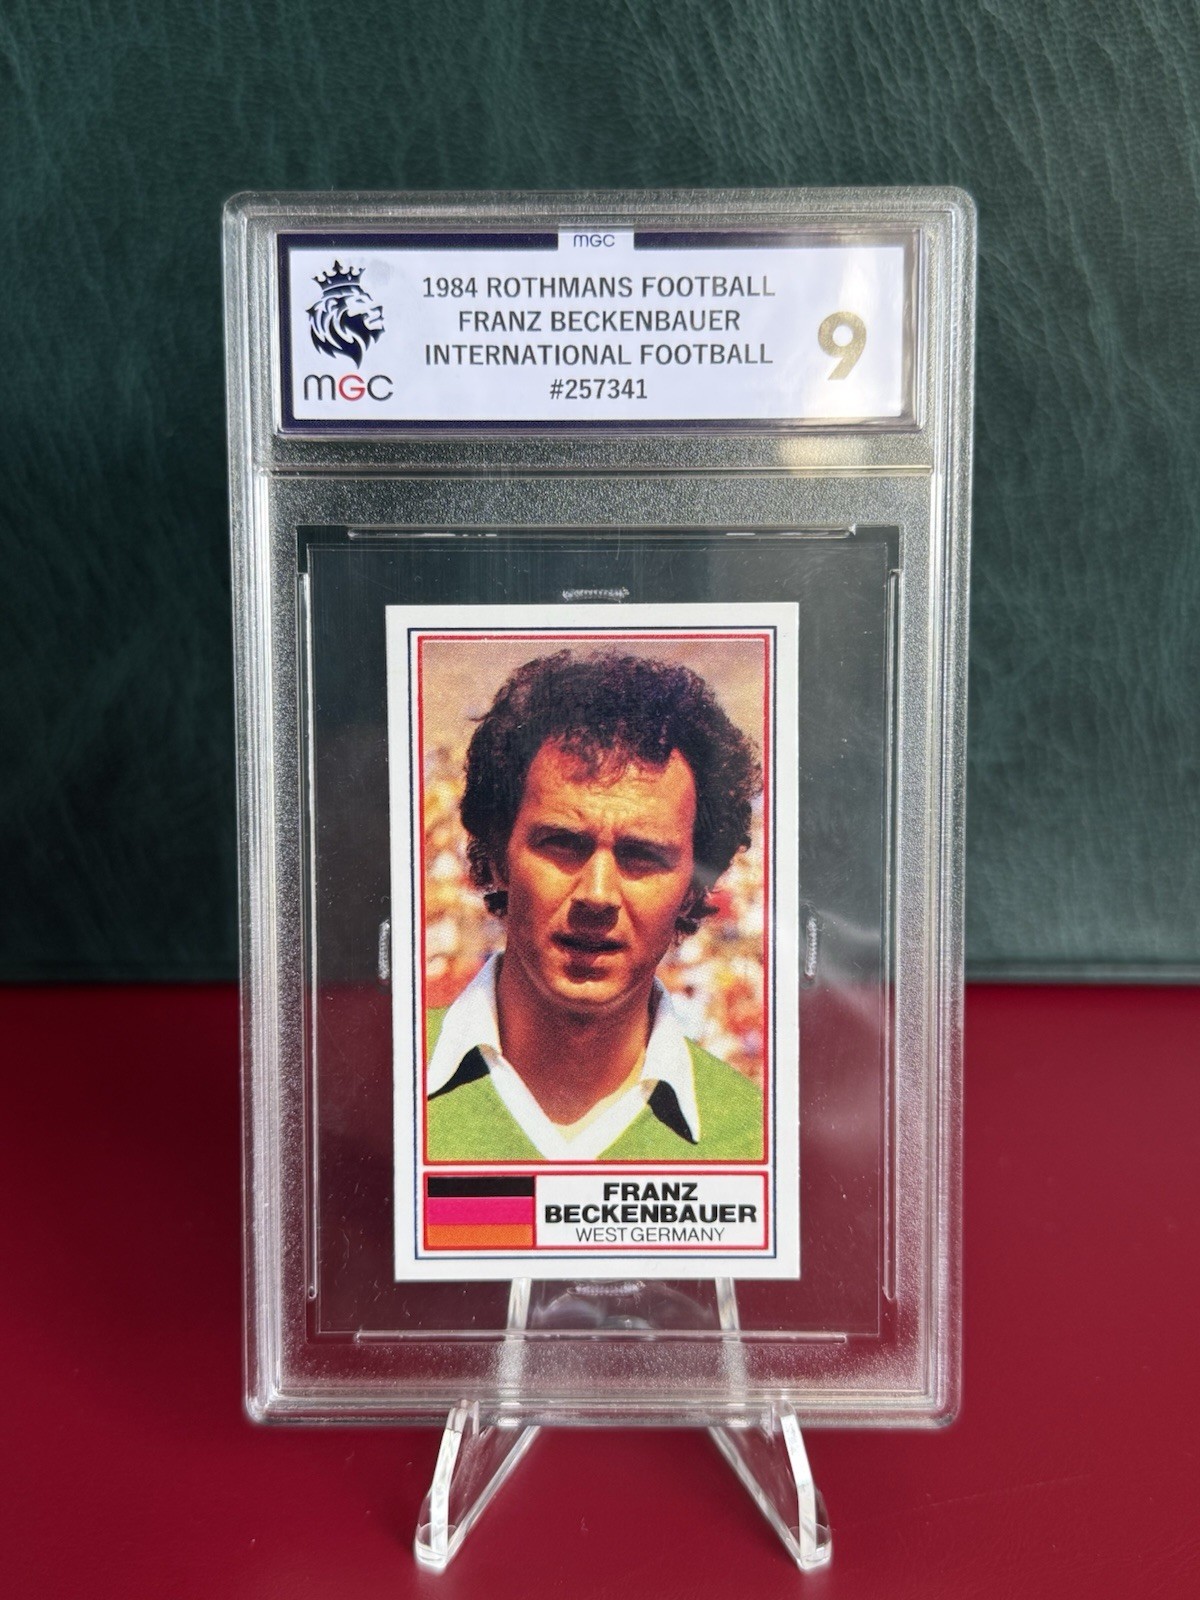 mGC
1984 ROTHMANS FOOTBALL
FRANZ BECKENBAUER
INTERNATIONAL FOOTBALL
#257341
mGC
9
FRANZ
BECKENBAUER
WEST GERMANY